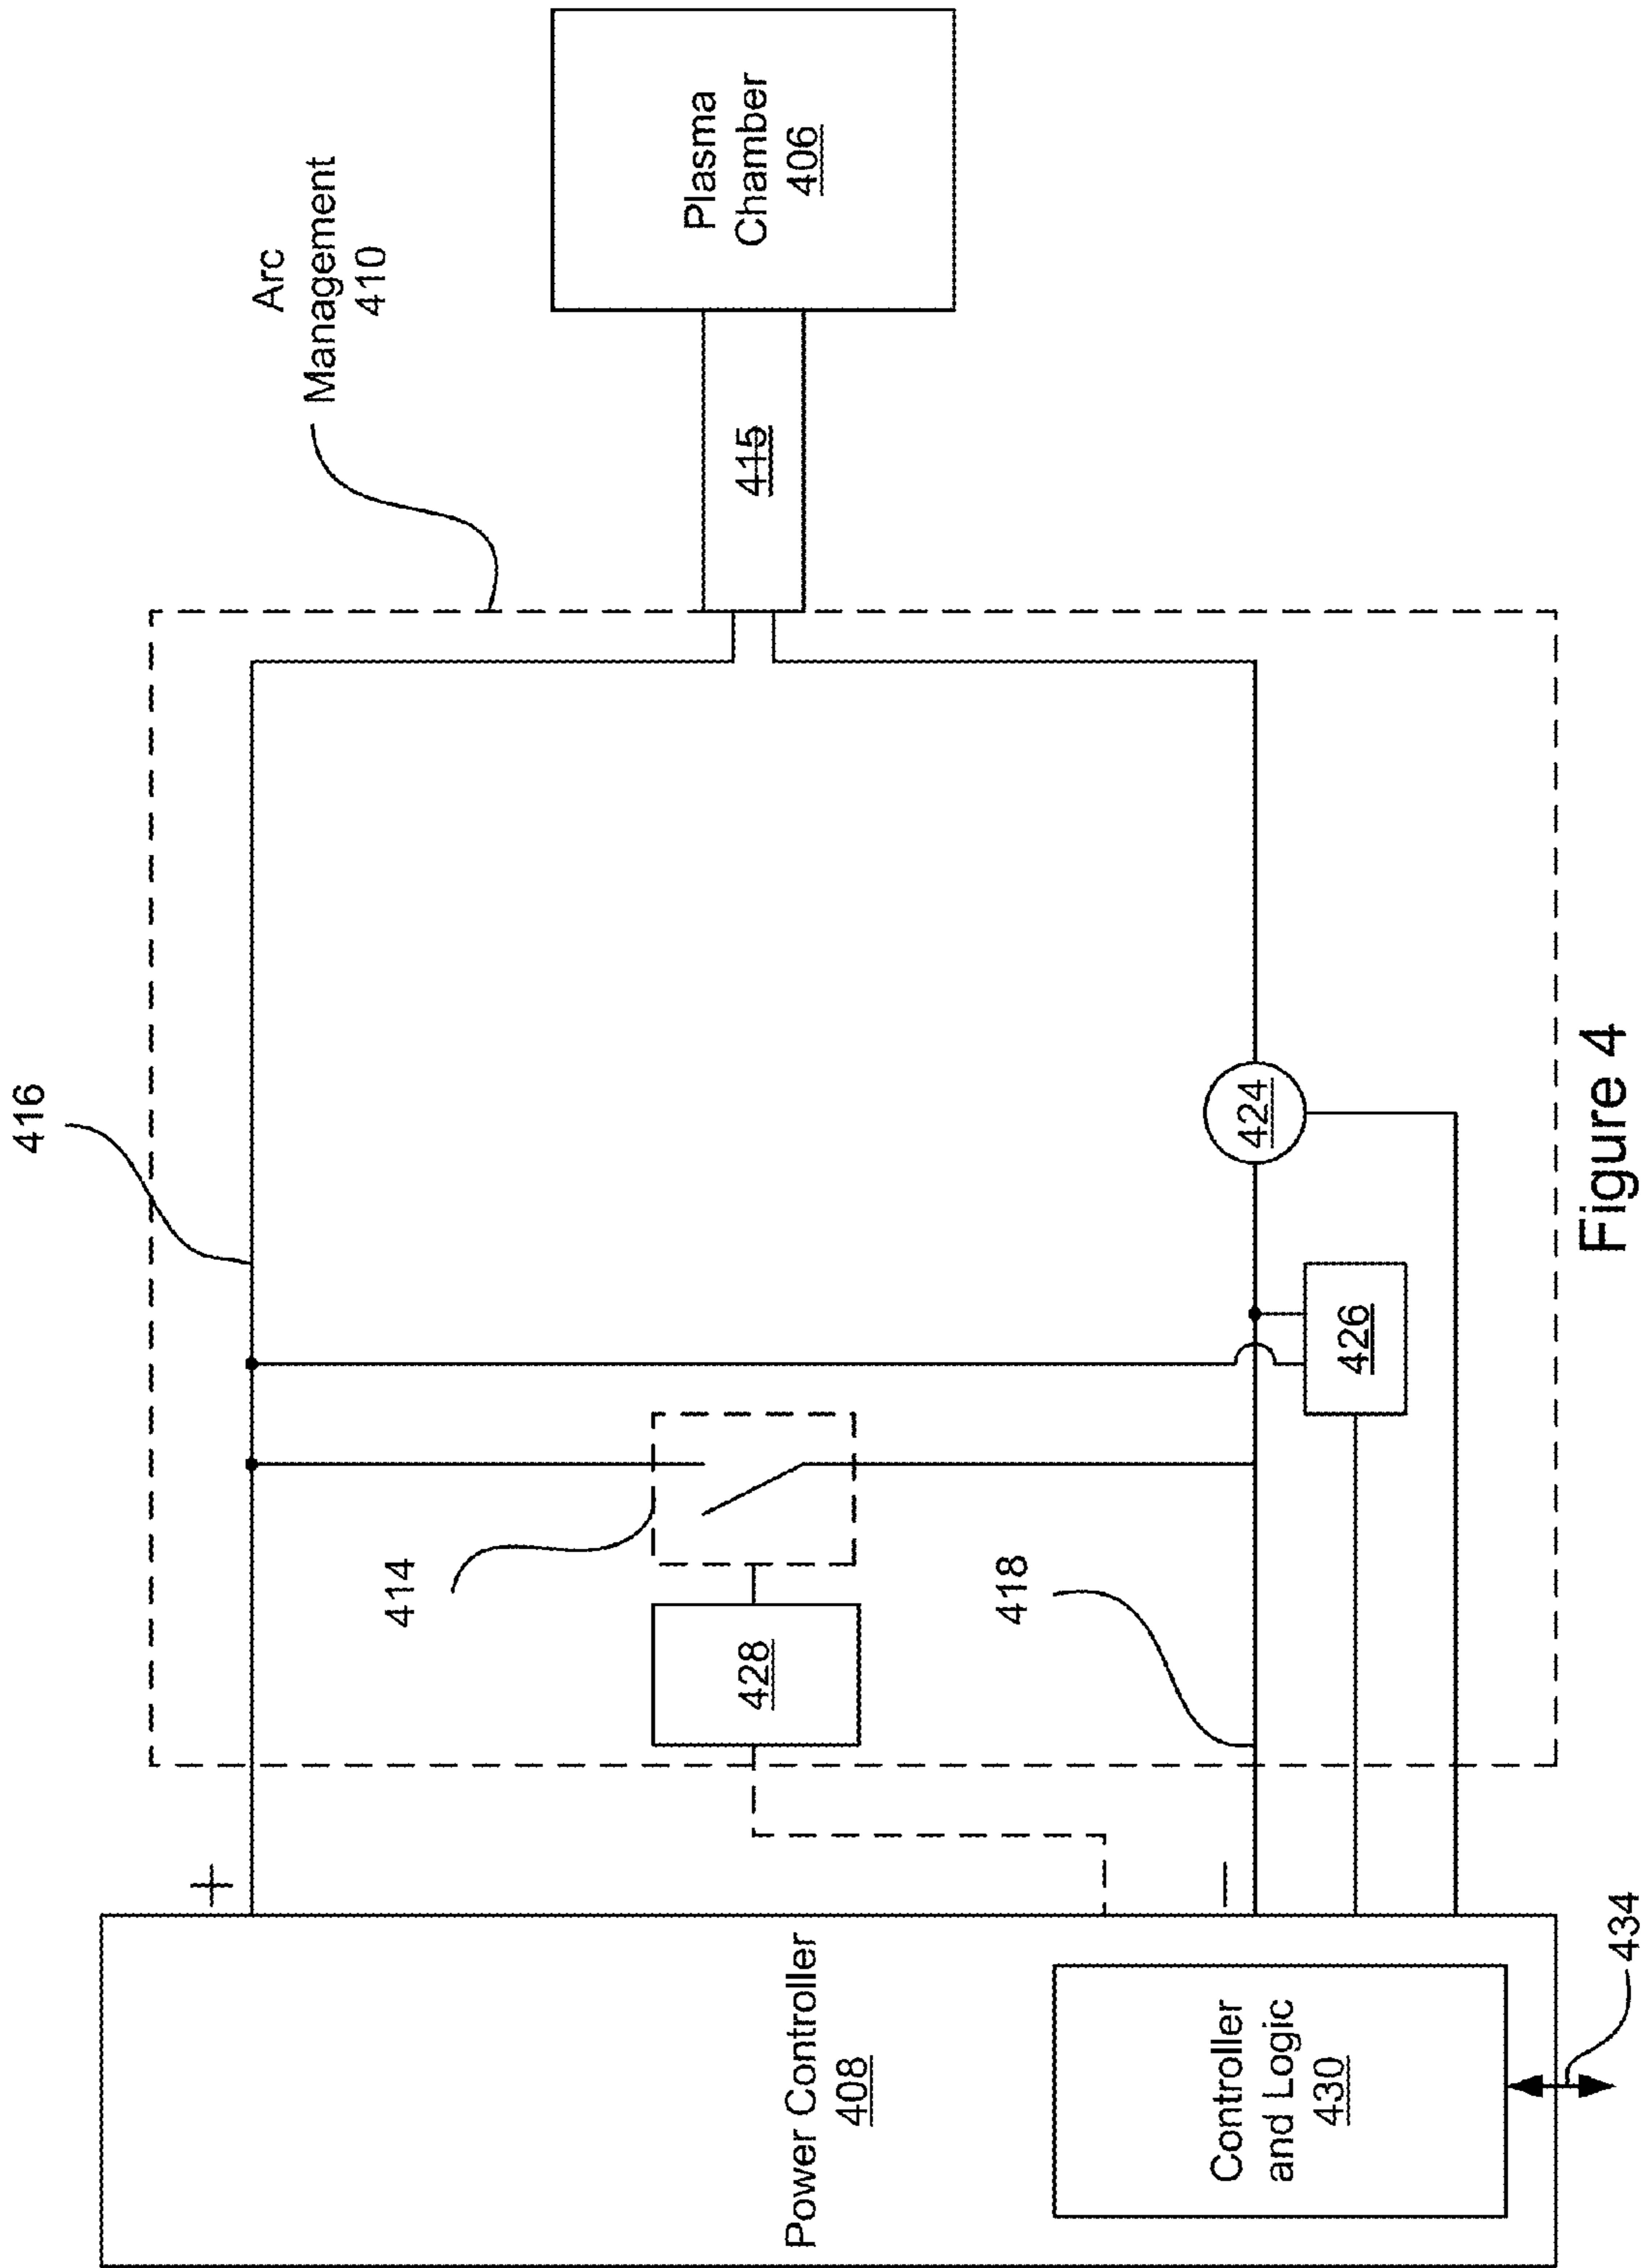 Arc
Management
410
416
Plasma
Chamber
406
415
414
428
418
424
426
+
–
Power Controller
408
Controller
and Logic
430
434
Figure 4